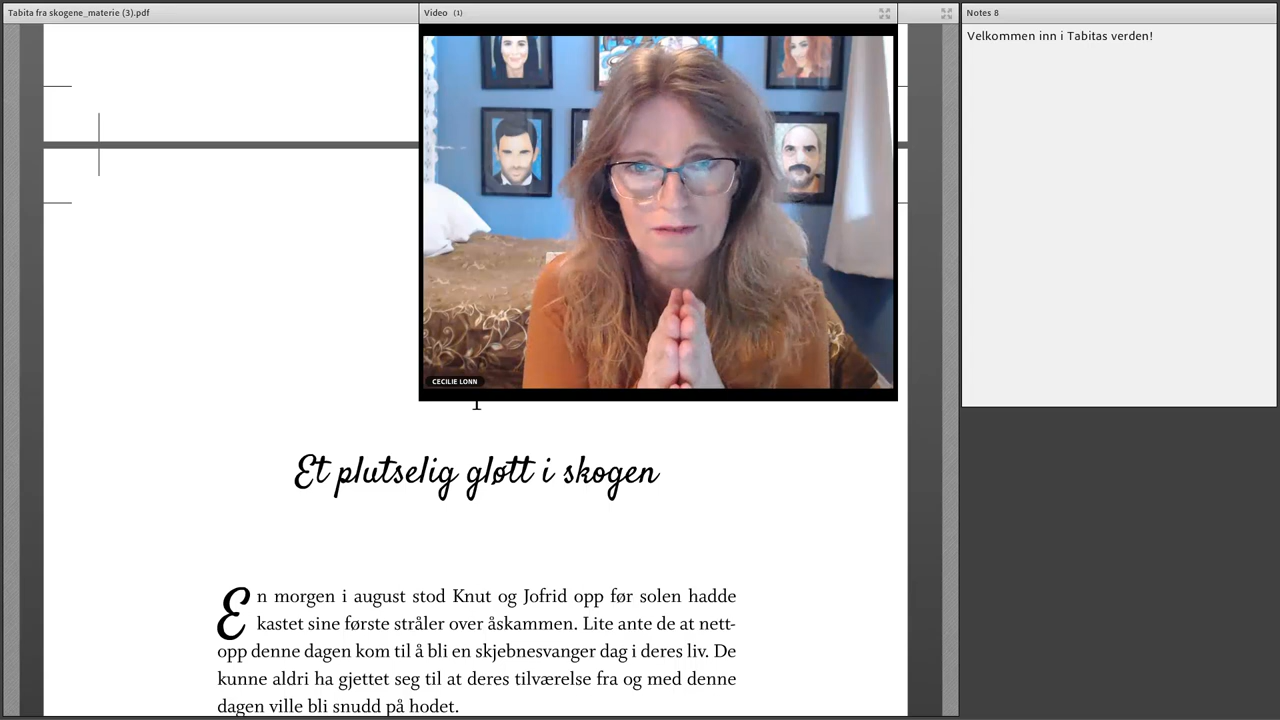 Tabita fra skogene_materie (3).pdf
Video (1)
Notes 8
Velkommen inn i Tabitas verden!
CECILIE LONN
Et plutselig gløtt i skogen
En morgen i august stod Knut og Jofrid opp før solen hadde
kastet sine første stråler over åskammen. Lite ante de at nett-
opp denne dagen kom til å bli en skjebnesvanger dag i deres liv. De
kunne aldri ha gjettet seg til at deres tilværelse fra og med denne
dagen ville bli snudd på hodet.